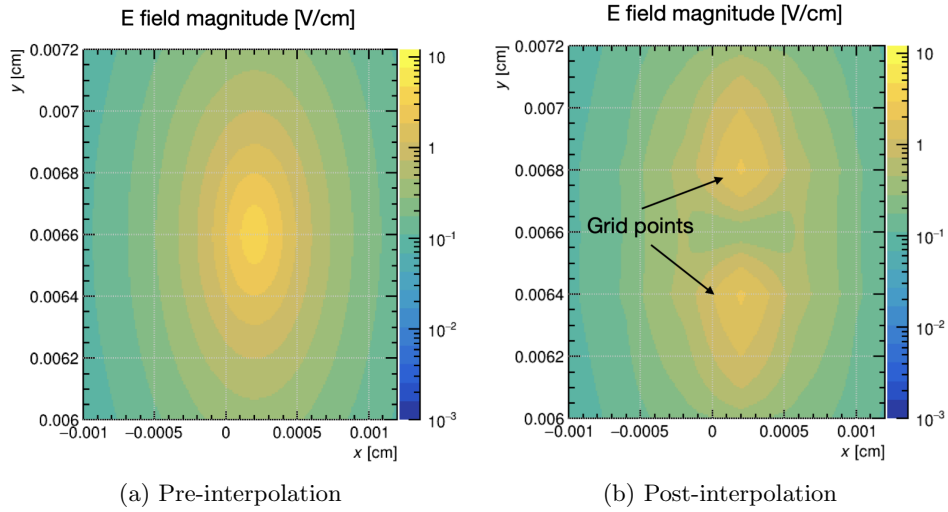 E field magnitude [V/cm]
y [cm]
0.0072
0.007
0.0068
0.0066
0.0064
0.0062
0.006
−0.001 −0.0005 0 0.0005 0.001
x [cm]
10
1
10⁻¹
10⁻²
10⁻³
(a) Pre-interpolation
E field magnitude [V/cm]
y [cm]
0.0072
0.007
0.0068
0.0066
0.0064
0.0062
0.006
−0.001 −0.0005 0 0.0005 0.001
x [cm]
10
1
10⁻¹
10⁻²
10⁻³
Grid points
(b) Post-interpolation